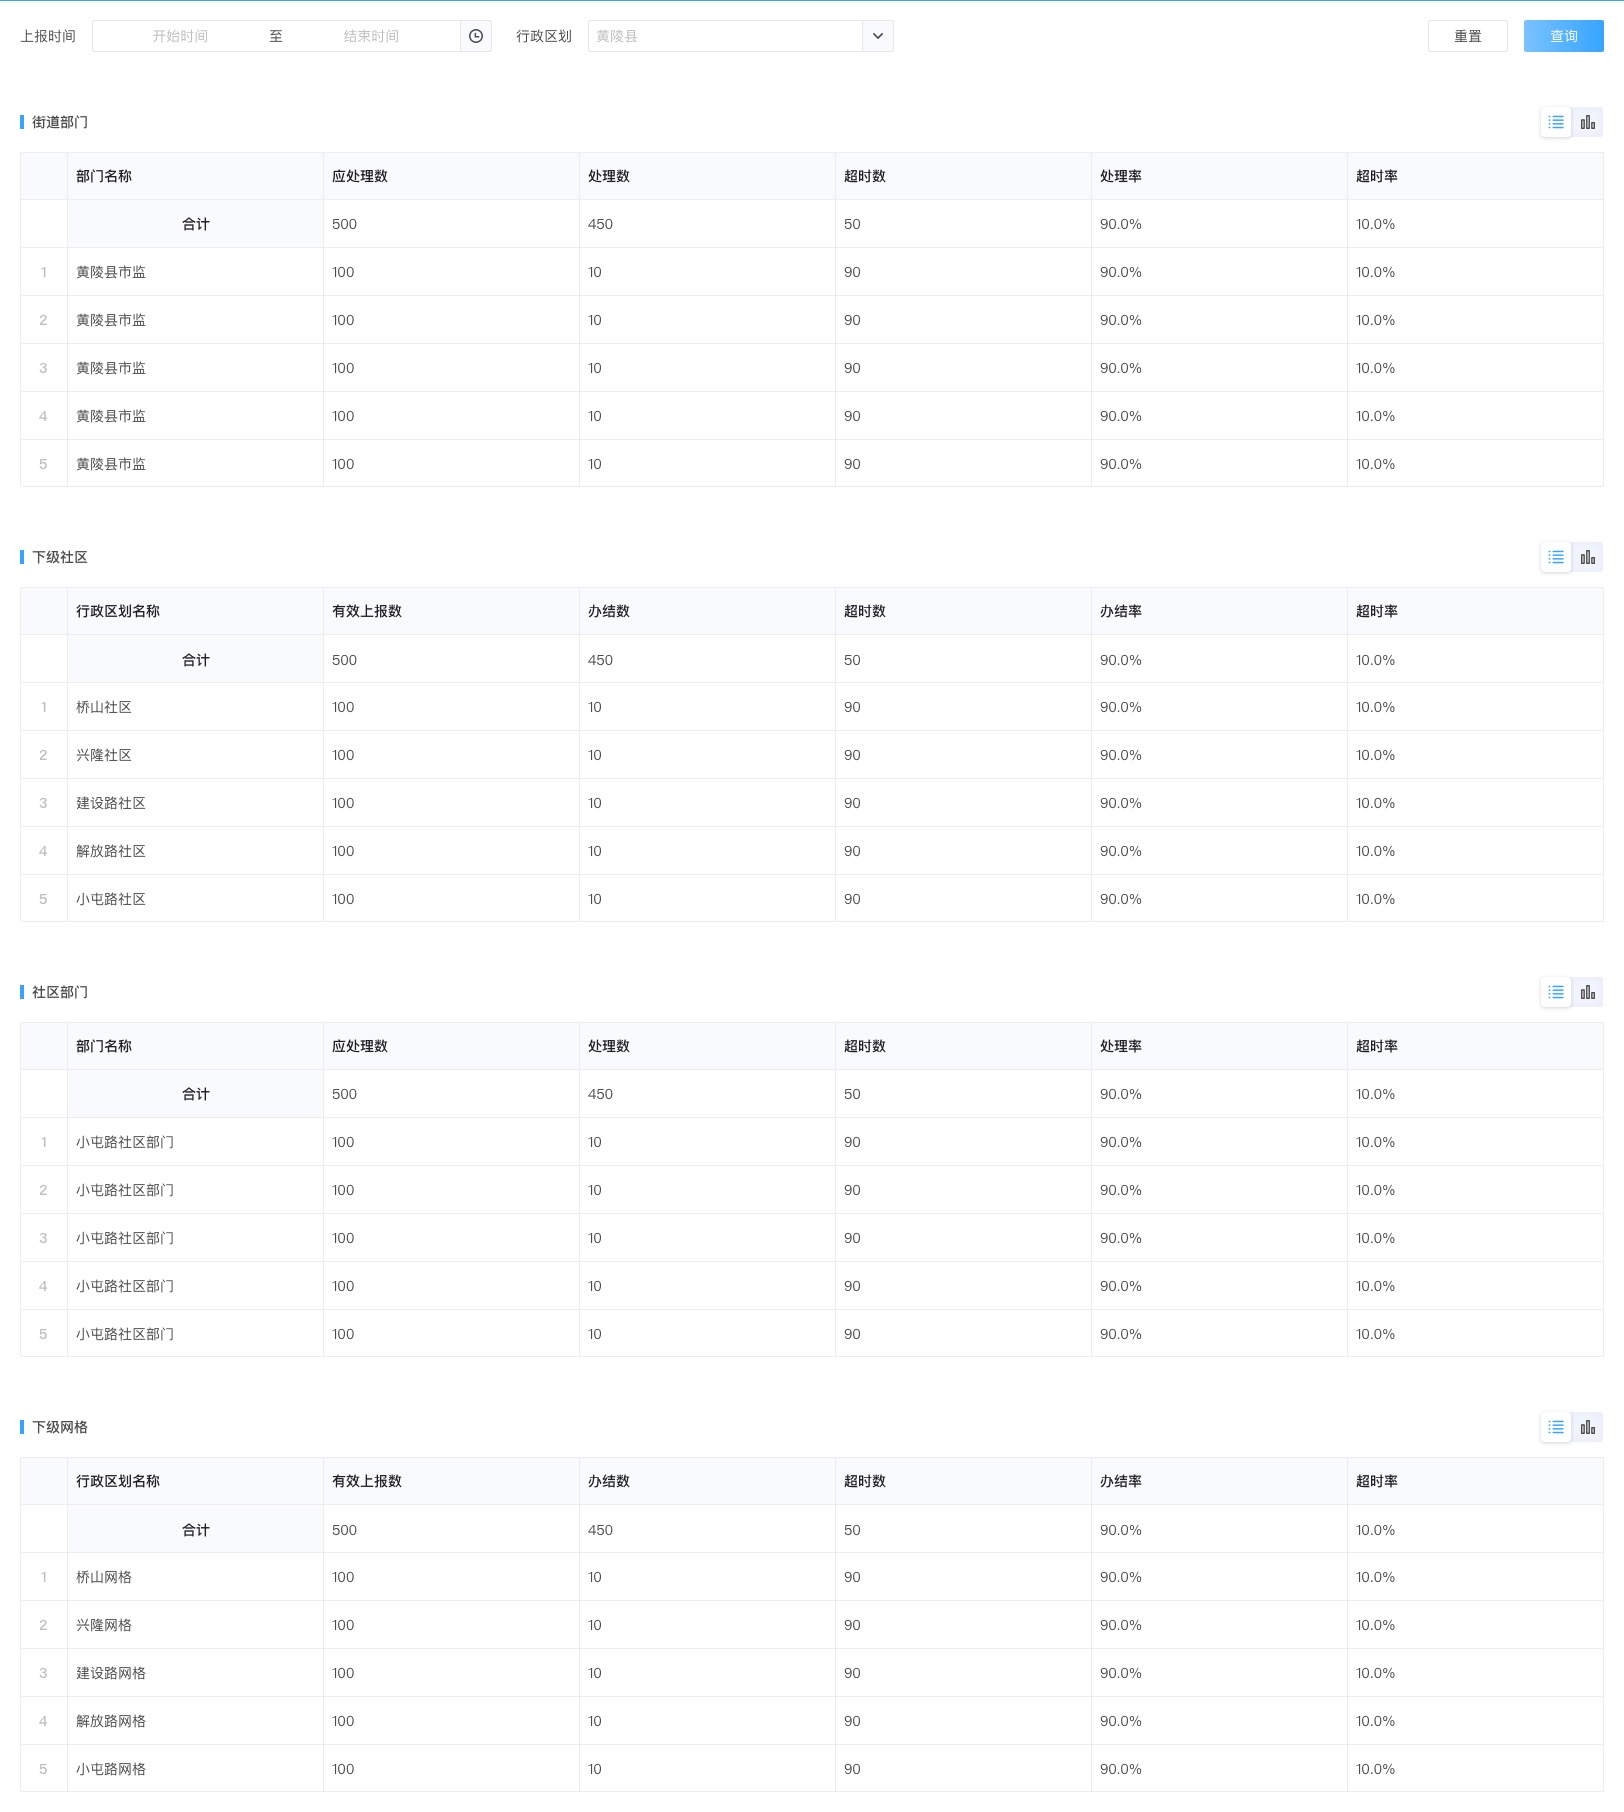 上报时间 开始时间 至 结束时间 行政区划 黄陵县 重置 查询
街道部门
部门名称 应处理数 处理数 超时数 处理率 超时率
合计 500 450 50 90.0% 10.0%
1 黄陵县市监 100 10 90 90.0% 10.0%
2 黄陵县市监 100 10 90 90.0% 10.0%
3 黄陵县市监 100 10 90 90.0% 10.0%
4 黄陵县市监 100 10 90 90.0% 10.0%
5 黄陵县市监 100 10 90 90.0% 10.0%
下级社区
行政区划名称 有效上报数 办结数 超时数 办结率 超时率
合计 500 450 50 90.0% 10.0%
1 桥山社区 100 10 90 90.0% 10.0%
2 兴隆社区 100 10 90 90.0% 10.0%
3 建设路社区 100 10 90 90.0% 10.0%
4 解放路社区 100 10 90 90.0% 10.0%
5 小屯路社区 100 10 90 90.0% 10.0%
社区部门
部门名称 应处理数 处理数 超时数 处理率 超时率
合计 500 450 50 90.0% 10.0%
1 小屯路社区部门 100 10 90 90.0% 10.0%
2 小屯路社区部门 100 10 90 90.0% 10.0%
3 小屯路社区部门 100 10 90 90.0% 10.0%
4 小屯路社区部门 100 10 90 90.0% 10.0%
5 小屯路社区部门 100 10 90 90.0% 10.0%
下级网格
行政区划名称 有效上报数 办结数 超时数 办结率 超时率
合计 500 450 50 90.0% 10.0%
1 桥山网格 100 10 90 90.0% 10.0%
2 兴隆网格 100 10 90 90.0% 10.0%
3 建设路网格 100 10 90 90.0% 10.0%
4 解放路网格 100 10 90 90.0% 10.0%
5 小屯路网格 100 10 90 90.0% 10.0%